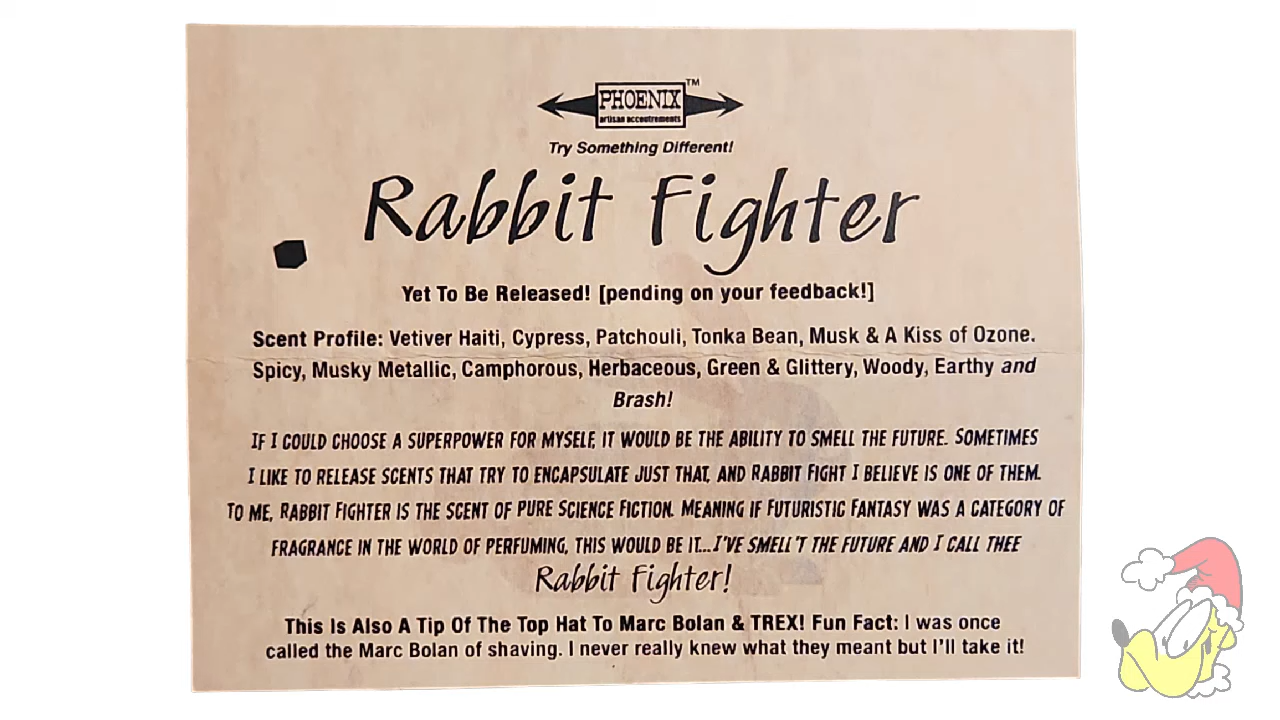 PHOENIX™
artisan accoutrements
Try Something Different!
Rabbit Fighter
Yet To Be Released! [pending on your feedback!]
Scent Profile: Vetiver Haiti, Cypress, Patchouli, Tonka Bean, Musk & A Kiss of Ozone.
Spicy, Musky Metallic, Camphorous, Herbaceous, Green & Glittery, Woody, Earthy and
Brash!
IF I COULD CHOOSE A SUPERPOWER FOR MYSELF, IT WOULD BE THE ABILITY TO SMELL THE FUTURE. SOMETIMES
I LIKE TO RELEASE SCENTS THAT TRY TO ENCAPSULATE JUST THAT, AND RABBIT FIGHT I BELIEVE IS ONE OF THEM.
TO ME, RABBIT FIGHTER IS THE SCENT OF PURE SCIENCE FICTION. MEANING IF FUTURISTIC FANTASY WAS A CATEGORY OF
FRAGRANCE IN THE WORLD OF PERFUMING, THIS WOULD BE IT...I'VE SMELL'T THE FUTURE AND I CALL THEE
Rabbit Fighter!
This Is Also A Tip Of The Top Hat To Marc Bolan & TREX! Fun Fact: I was once
called the Marc Bolan of shaving. I never really knew what they meant but I'll take it!